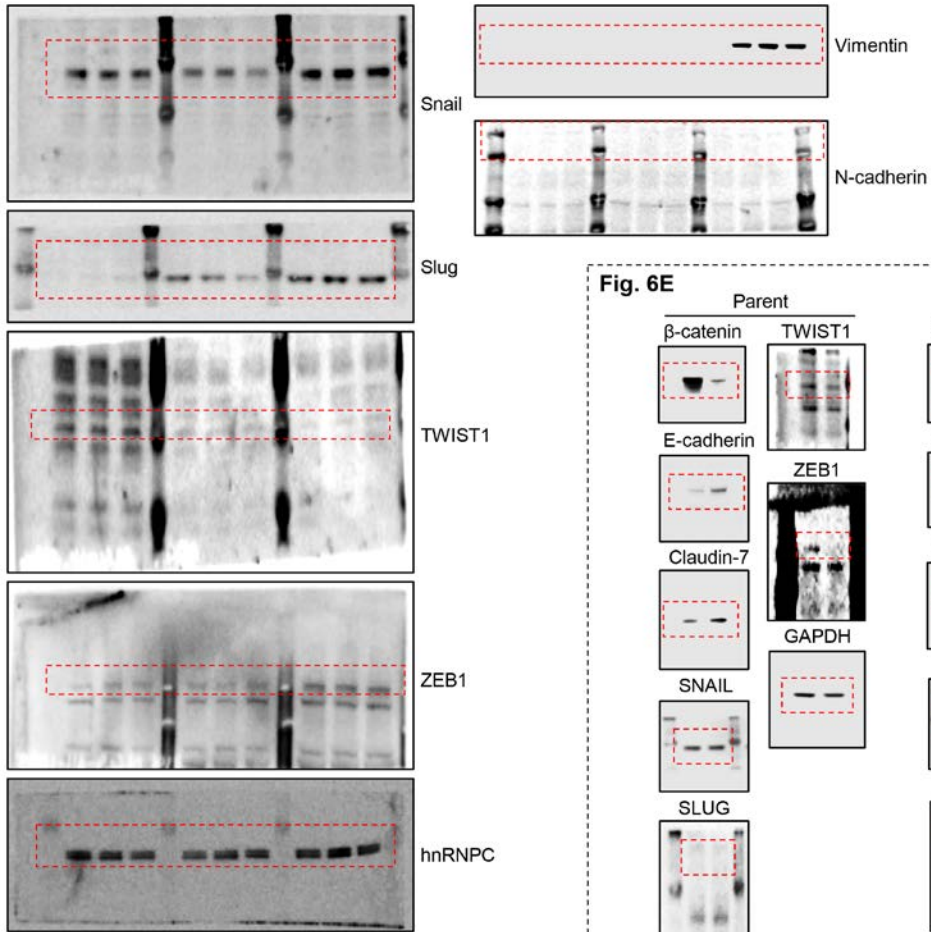 Snail
Slug
TWIST1
ZEB1
hnRNPC
Vimentin
N-cadherin
Fig. 6E
Parent
β-catenin
TWIST1
E-cadherin
ZEB1
Claudin-7
GAPDH
SNAIL
SLUG